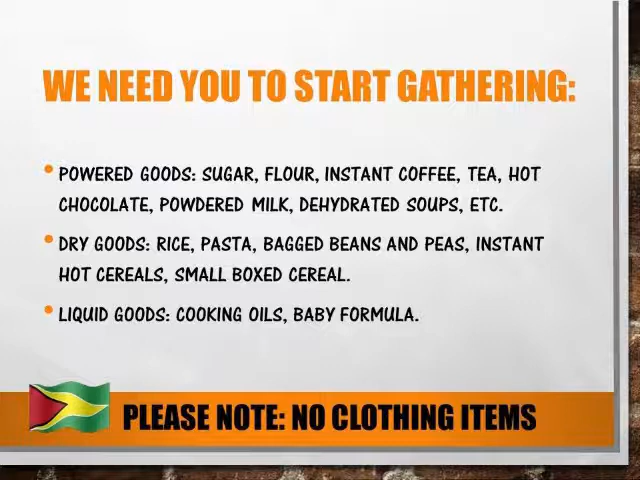 WE NEED YOU TO START GATHERING:
• POWERED GOODS: SUGAR, FLOUR, INSTANT COFFEE, TEA, HOT
CHOCOLATE, POWDERED MILK, DEHYDRATED SOUPS, ETC.
• DRY GOODS: RICE, PASTA, BAGGED BEANS AND PEAS, INSTANT
HOT CEREALS, SMALL BOXED CEREAL.
• LIQUID GOODS: COOKING OILS, BABY FORMULA.
PLEASE NOTE: NO CLOTHING ITEMS